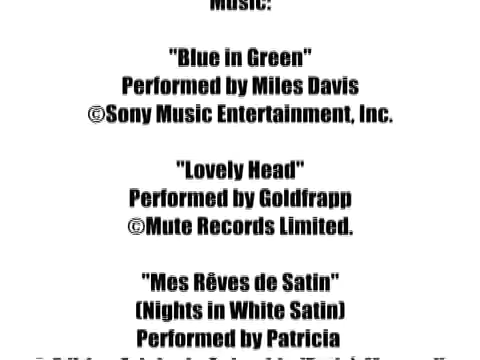 Music:
"Blue in Green"
Performed by Miles Davis
©Sony Music Entertainment, Inc.
"Lovely Head"
Performed by Goldfrapp
©Mute Records Limited.
"Mes Rêves de Satin"
(Nights in White Satin)
Performed by Patricia